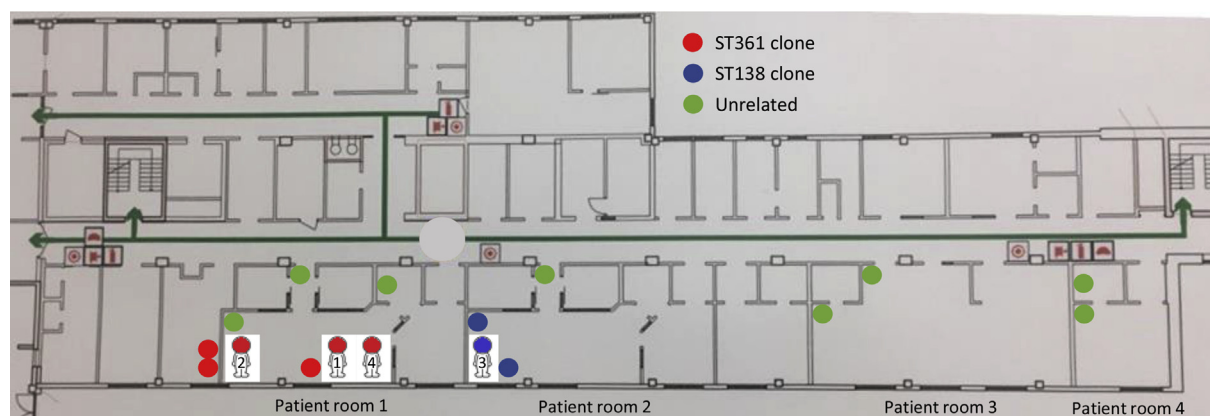 ST361 clone
ST138 clone
Unrelated
2
1
4
3
Patient room 1
Patient room 2
Patient room 3
Patient room 4